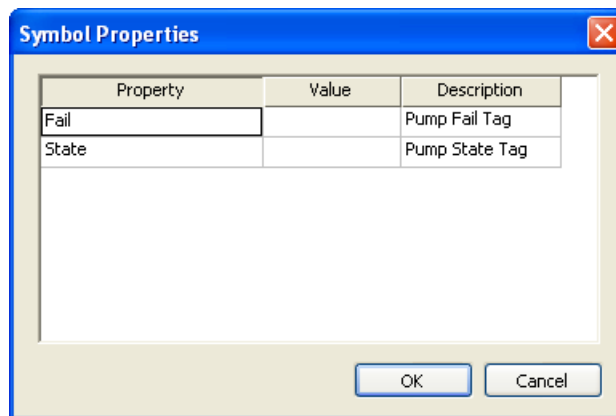 Symbol Properties
Property Value Description
Fail Pump Fail Tag
State Pump State Tag
OK Cancel